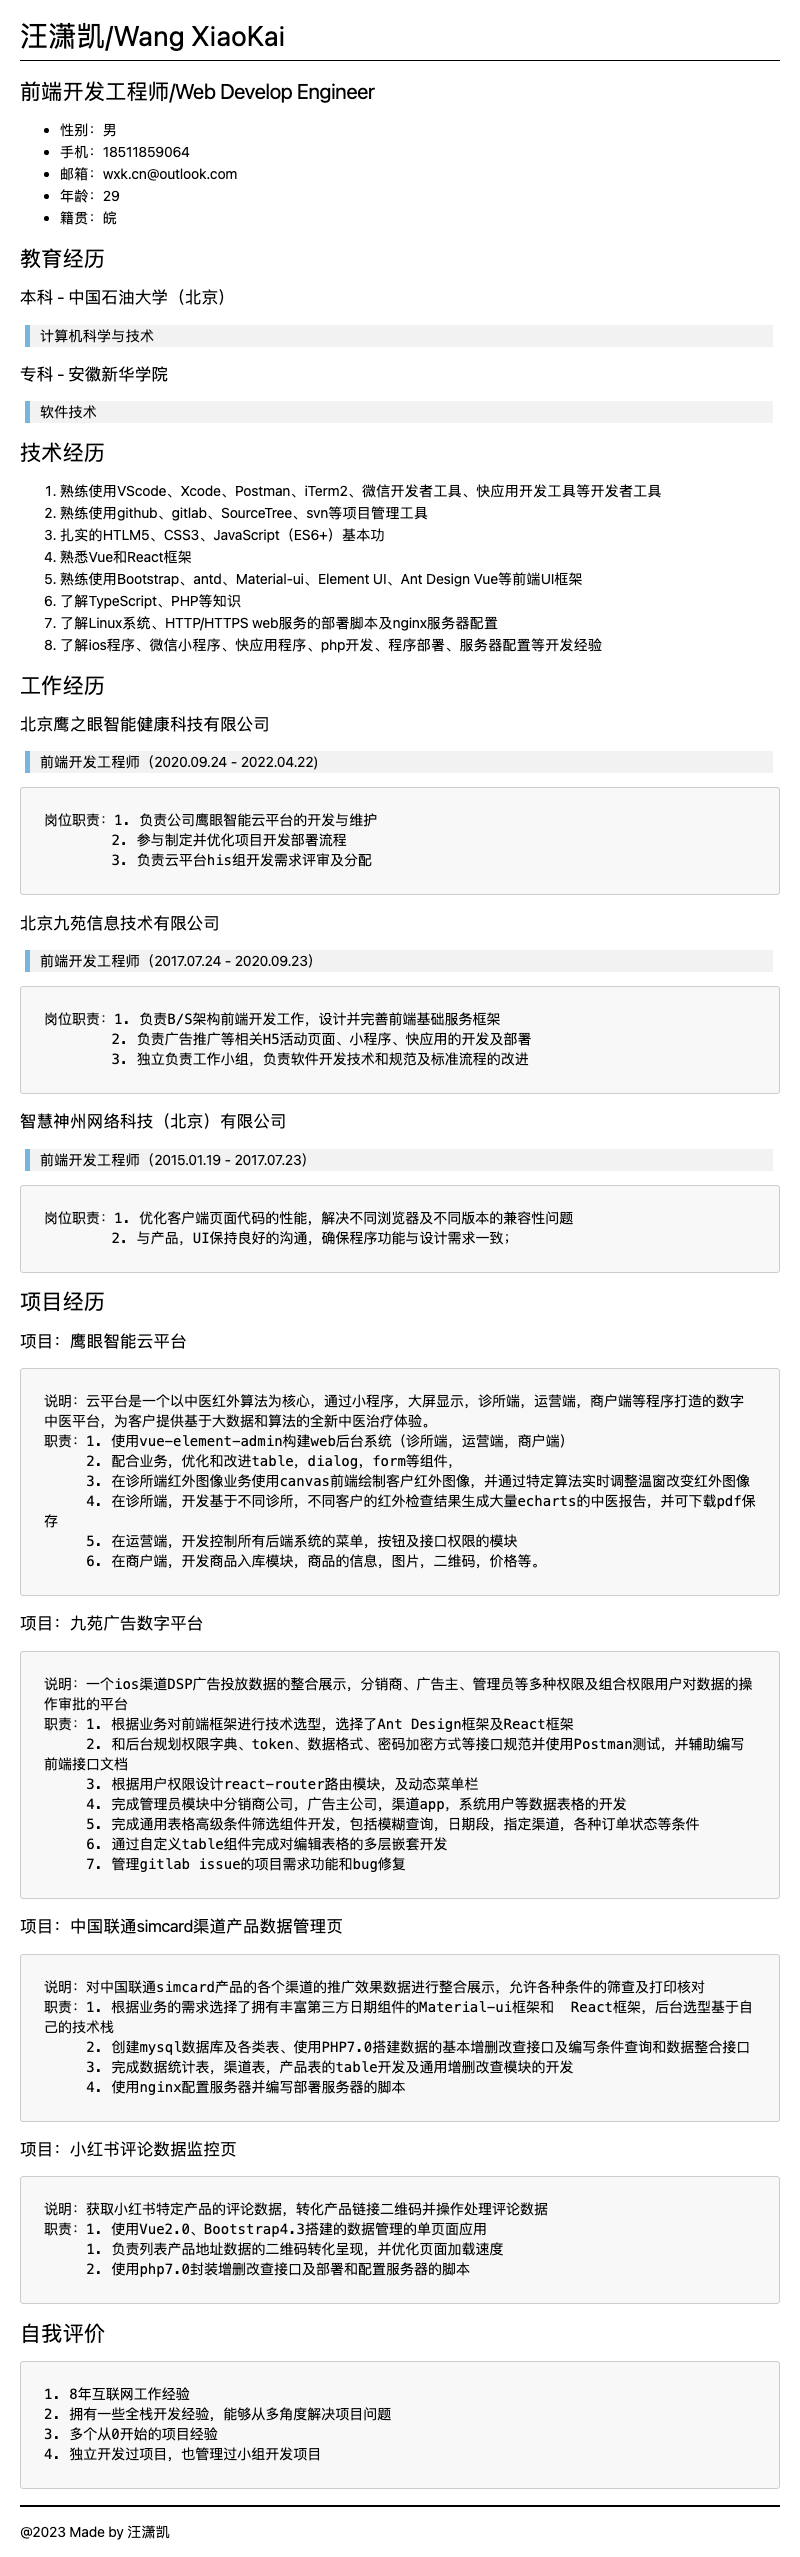 汪潇凯/Wang XiaoKai
前端开发工程师/Web Develop Engineer
• 性别：男
• 手机：18511859064
• 邮箱：wxk.cn@outlook.com
• 年龄：29
• 籍贯：皖
教育经历
本科 - 中国石油大学（北京）
计算机科学与技术
专科 - 安徽新华学院
软件技术
技术经历
1. 熟练使用VScode、Xcode、Postman、iTerm2、微信开发者工具、快应用开发工具等开发者工具
2. 熟练使用github、gitlab、SourceTree、svn等项目管理工具
3. 扎实的HTLM5、CSS3、JavaScript（ES6+）基本功
4. 熟悉Vue和React框架
5. 熟练使用Bootstrap、antd、Material-ui、Element UI、Ant Design Vue等前端UI框架
6. 了解TypeScript、PHP等知识
7. 了解Linux系统、HTTP/HTTPS web服务的部署脚本及nginx服务器配置
8. 了解ios程序、微信小程序、快应用程序、php开发、程序部署、服务器配置等开发经验
工作经历
北京鹰之眼智能健康科技有限公司
前端开发工程师（2020.09.24 - 2022.04.22)
岗位职责：1. 负责公司鹰眼智能云平台的开发与维护
2. 参与制定并优化项目开发部署流程
3. 负责云平台his组开发需求评审及分配
北京九苑信息技术有限公司
前端开发工程师（2017.07.24 - 2020.09.23）
岗位职责：1. 负责B/S架构前端开发工作，设计并完善前端基础服务框架
2. 负责广告推广等相关H5活动页面、小程序、快应用的开发及部署
3. 独立负责工作小组，负责软件开发技术和规范及标准流程的改进
智慧神州网络科技（北京）有限公司
前端开发工程师（2015.01.19 - 2017.07.23）
岗位职责：1. 优化客户端页面代码的性能，解决不同浏览器及不同版本的兼容性问题
2. 与产品，UI保持良好的沟通，确保程序功能与设计需求一致；
项目经历
项目：鹰眼智能云平台
说明：云平台是一个以中医红外算法为核心，通过小程序，大屏显示，诊所端，运营端，商户端等程序打造的数字
中医平台，为客户提供基于大数据和算法的全新中医治疗体验。
职责：1. 使用vue-element-admin构建web后台系统（诊所端，运营端，商户端）
2. 配合业务，优化和改进table，dialog，form等组件，
3. 在诊所端红外图像业务使用canvas前端绘制客户红外图像，并通过特定算法实时调整温窗改变红外图像
4. 在诊所端，开发基于不同诊所，不同客户的红外检查结果生成大量echarts的中医报告，并可下载pdf保
存
5. 在运营端，开发控制所有后端系统的菜单，按钮及接口权限的模块
6. 在商户端，开发商品入库模块，商品的信息，图片，二维码，价格等。
项目：九苑广告数字平台
说明：一个ios渠道DSP广告投放数据的整合展示，分销商、广告主、管理员等多种权限及组合权限用户对数据的操
作审批的平台
职责：1. 根据业务对前端框架进行技术选型，选择了Ant Design框架及React框架
2. 和后台规划权限字典、token、数据格式、密码加密方式等接口规范并使用Postman测试，并辅助编写
前端接口文档
3. 根据用户权限设计react-router路由模块，及动态菜单栏
4. 完成管理员模块中分销商公司，广告主公司，渠道app，系统用户等数据表格的开发
5. 完成通用表格高级条件筛选组件开发，包括模糊查询，日期段，指定渠道，各种订单状态等条件
6. 通过自定义table组件完成对编辑表格的多层嵌套开发
7. 管理gitlab issue的项目需求功能和bug修复
项目：中国联通simcard渠道产品数据管理页
说明：对中国联通simcard产品的各个渠道的推广效果数据进行整合展示，允许各种条件的筛查及打印核对
职责：1. 根据业务的需求选择了拥有丰富第三方日期组件的Material-ui框架和  React框架，后台选型基于自
己的技术栈
2. 创建mysql数据库及各类表、使用PHP7.0搭建数据的基本增删改查接口及编写条件查询和数据整合接口
3. 完成数据统计表，渠道表，产品表的table开发及通用增删改查模块的开发
4. 使用nginx配置服务器并编写部署服务器的脚本
项目：小红书评论数据监控页
说明：获取小红书特定产品的评论数据，转化产品链接二维码并操作处理评论数据
职责：1. 使用Vue2.0、Bootstrap4.3搭建的数据管理的单页面应用
1. 负责列表产品地址数据的二维码转化呈现，并优化页面加载速度
2. 使用php7.0封装增删改查接口及部署和配置服务器的脚本
自我评价
1. 8年互联网工作经验
2. 拥有一些全栈开发经验，能够从多角度解决项目问题
3. 多个从0开始的项目经验
4. 独立开发过项目，也管理过小组开发项目
@2023 Made by 汪潇凯